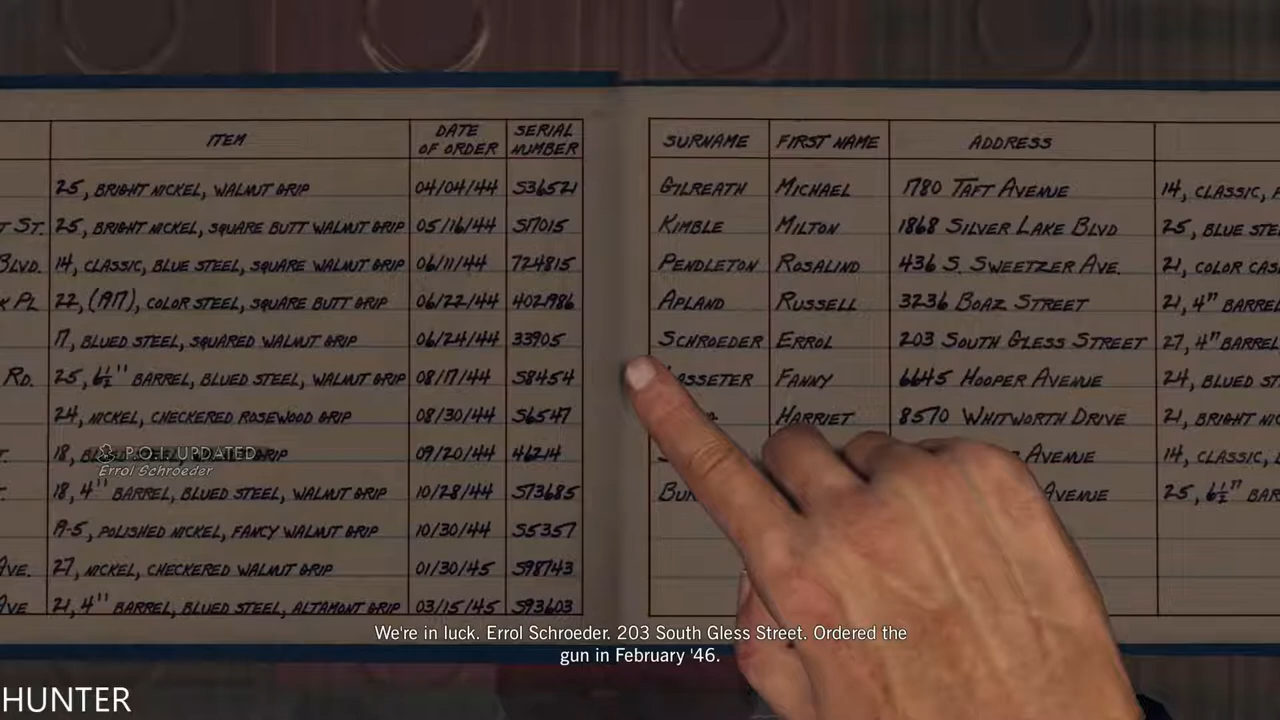 ITEM DATE OF ORDER SERIAL NUMBER
25, BRIGHT NICKEL, WALNUT GRIP 04/04/44 S36521
T ST. 25, BRIGHT NICKEL, SQUARE BUTT WALNUT GRIP 05/16/44 S17015
BLVD. 14, CLASSIC, BLUE STEEL, SQUARE WALNUT GRIP 06/11/44 724815
K PL 22, (1917), COLOR STEEL, SQUARE BUTT GRIP 06/22/44 402986
17, BLUED STEEL, SQUARED WALNUT GRIP 06/24/44 33905
RD. 25, 6½" BARREL, BLUED STEEL, WALNUT GRIP 08/17/44 S8454
24, NICKEL, CHECKERED ROSEWOOD GRIP 08/30/44 S6547
T. 18, GRIP 09/20/44 46214
T. 18, 4" BARREL, BLUED STEEL, WALNUT GRIP 10/28/44 S73685
A-5, POLISHED NICKEL, FANCY WALNUT GRIP 10/30/44 S5357
AVE. 27, NICKEL, CHECKERED WALNUT GRIP 01/30/45 S98743
AVE 21, 4" BARREL, BLUED STEEL, ALTAMONT GRIP 03/15/45 S93603
P.O.I. UPDATED
Errol Schroeder
SURNAME FIRST NAME ADDRESS
GILREATH MICHAEL 1780 TAFT AVENUE 14, CLASSIC,
KIMBLE MILTON 1868 SILVER LAKE BLVD 25, BLUE STE
PENDLETON ROSALIND 436 S. SWEETZER AVE. 21, COLOR CAS
APLAND RUSSELL 3236 BOAZ STREET 21, 4" BARREL
SCHROEDER ERROL 203 SOUTH GLESS STREET 27, 4" BARREL
ASSETER FANNY 6645 HOOPER AVENUE 24, BLUED ST
HARRIET 8570 WHITWORTH DRIVE 21, BRIGHT NIC
AVENUE 14, CLASSIC,
BU AVENUE 25, 6½" BAR
We're in luck. Errol Schroeder. 203 South Gless Street. Ordered the
gun in February '46.
HUNTER